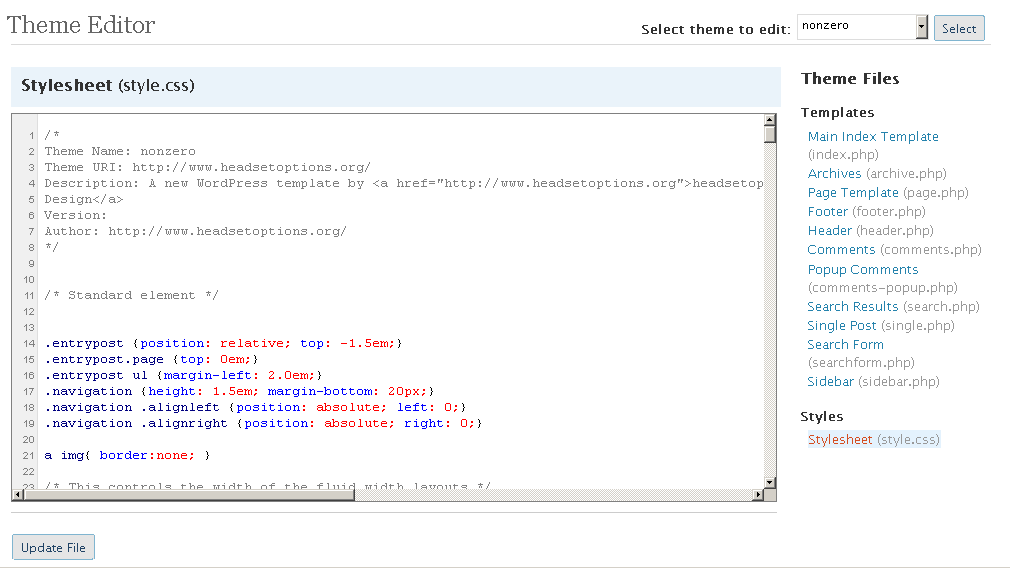 Theme Editor
Select theme to edit: nonzero Select
Stylesheet (style.css)
1 /*
2 Theme Name: nonzero
3 Theme URI: http://www.headsetoptions.org/
4 Description: A new WordPress template by <a href="http://www.headsetoptions.org">headsetop
5 Design</a>
6 Version:
7 Author: http://www.headsetoptions.org/
8 */
9
10
11 /* Standard element */
12
13
14 .entrypost {position: relative; top: -1.5em;}
15 .entrypost.page {top: 0em;}
16 .entrypost ul {margin-left: 2.0em;}
17 .navigation {height: 1.5em; margin-bottom: 20px;}
18 .navigation .alignleft {position: absolute; left: 0;}
19 .navigation .alignright {position: absolute; right: 0;}
20
21 a img{ border:none; }
22
23 /* This controls the width of the fluid width layouts */
Update File
Theme Files
Templates
Main Index Template
(index.php)
Archives (archive.php)
Page Template (page.php)
Footer (footer.php)
Header (header.php)
Comments (comments.php)
Popup Comments
(comments-popup.php)
Search Results (search.php)
Single Post (single.php)
Search Form
(searchform.php)
Sidebar (sidebar.php)
Styles
Stylesheet (style.css)